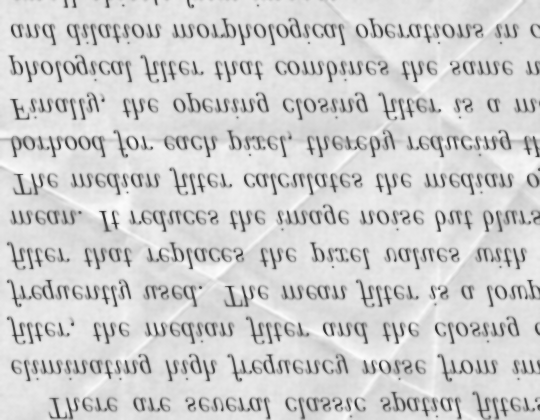 There are several classic spatial filters
eliminating high frequency noise from im
filter, the median filter and the closing o
frequently used. The mean filter is a lowp
filter that replaces the pixel values with
mean. It reduces the image noise but blurs
The median filter calculates the median o
borhood for each pixel, thereby reducing th
Finally, the opening closing filter is a m
phological filter that combines the same n
and dilation morphological operations in o